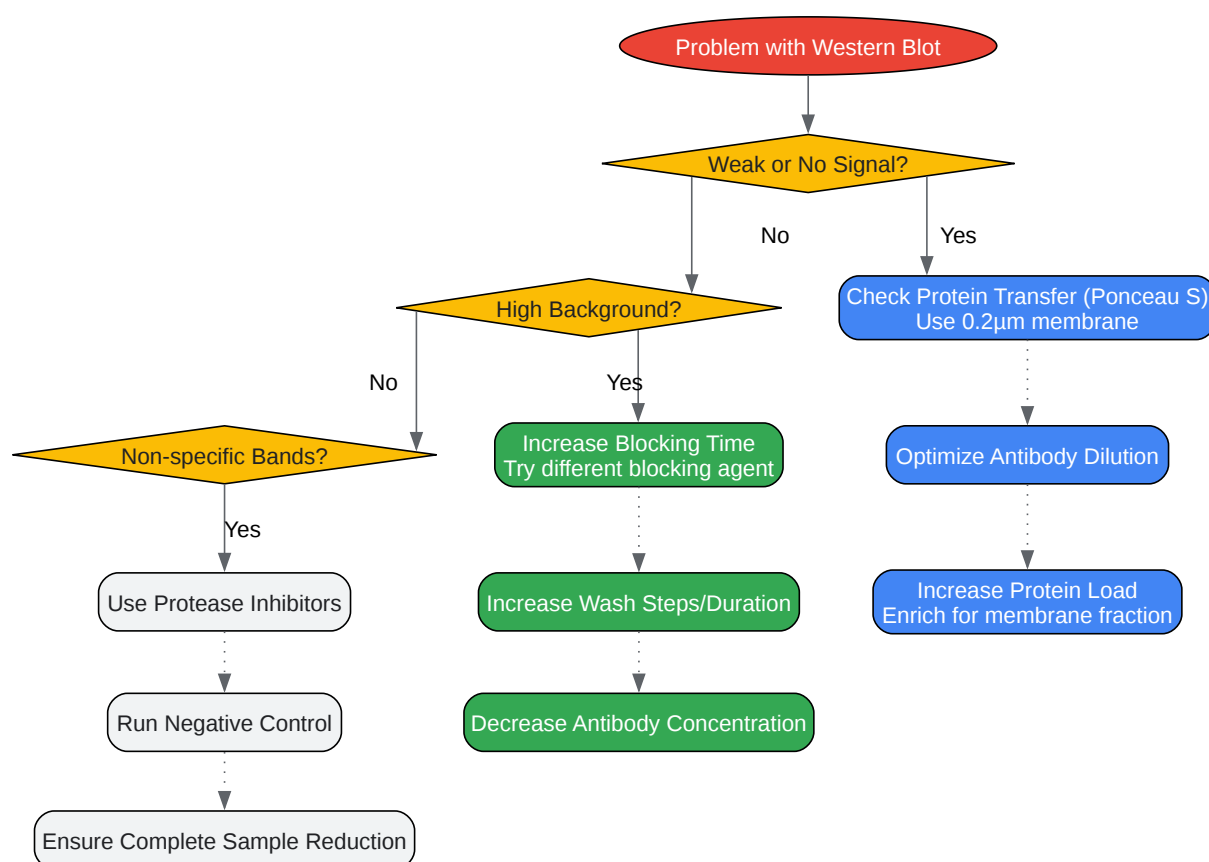 Problem with Western Blot
Weak or No Signal?
No
Yes
High Background?
Check Protein Transfer (Ponceau S)
Use 0.2µm membrane
No
Yes
Non-specific Bands?
Increase Blocking Time
Try different blocking agent
Optimize Antibody Dilution
Yes
Use Protease Inhibitors
Increase Wash Steps/Duration
Increase Protein Load
Enrich for membrane fraction
Run Negative Control
Decrease Antibody Concentration
Ensure Complete Sample Reduction